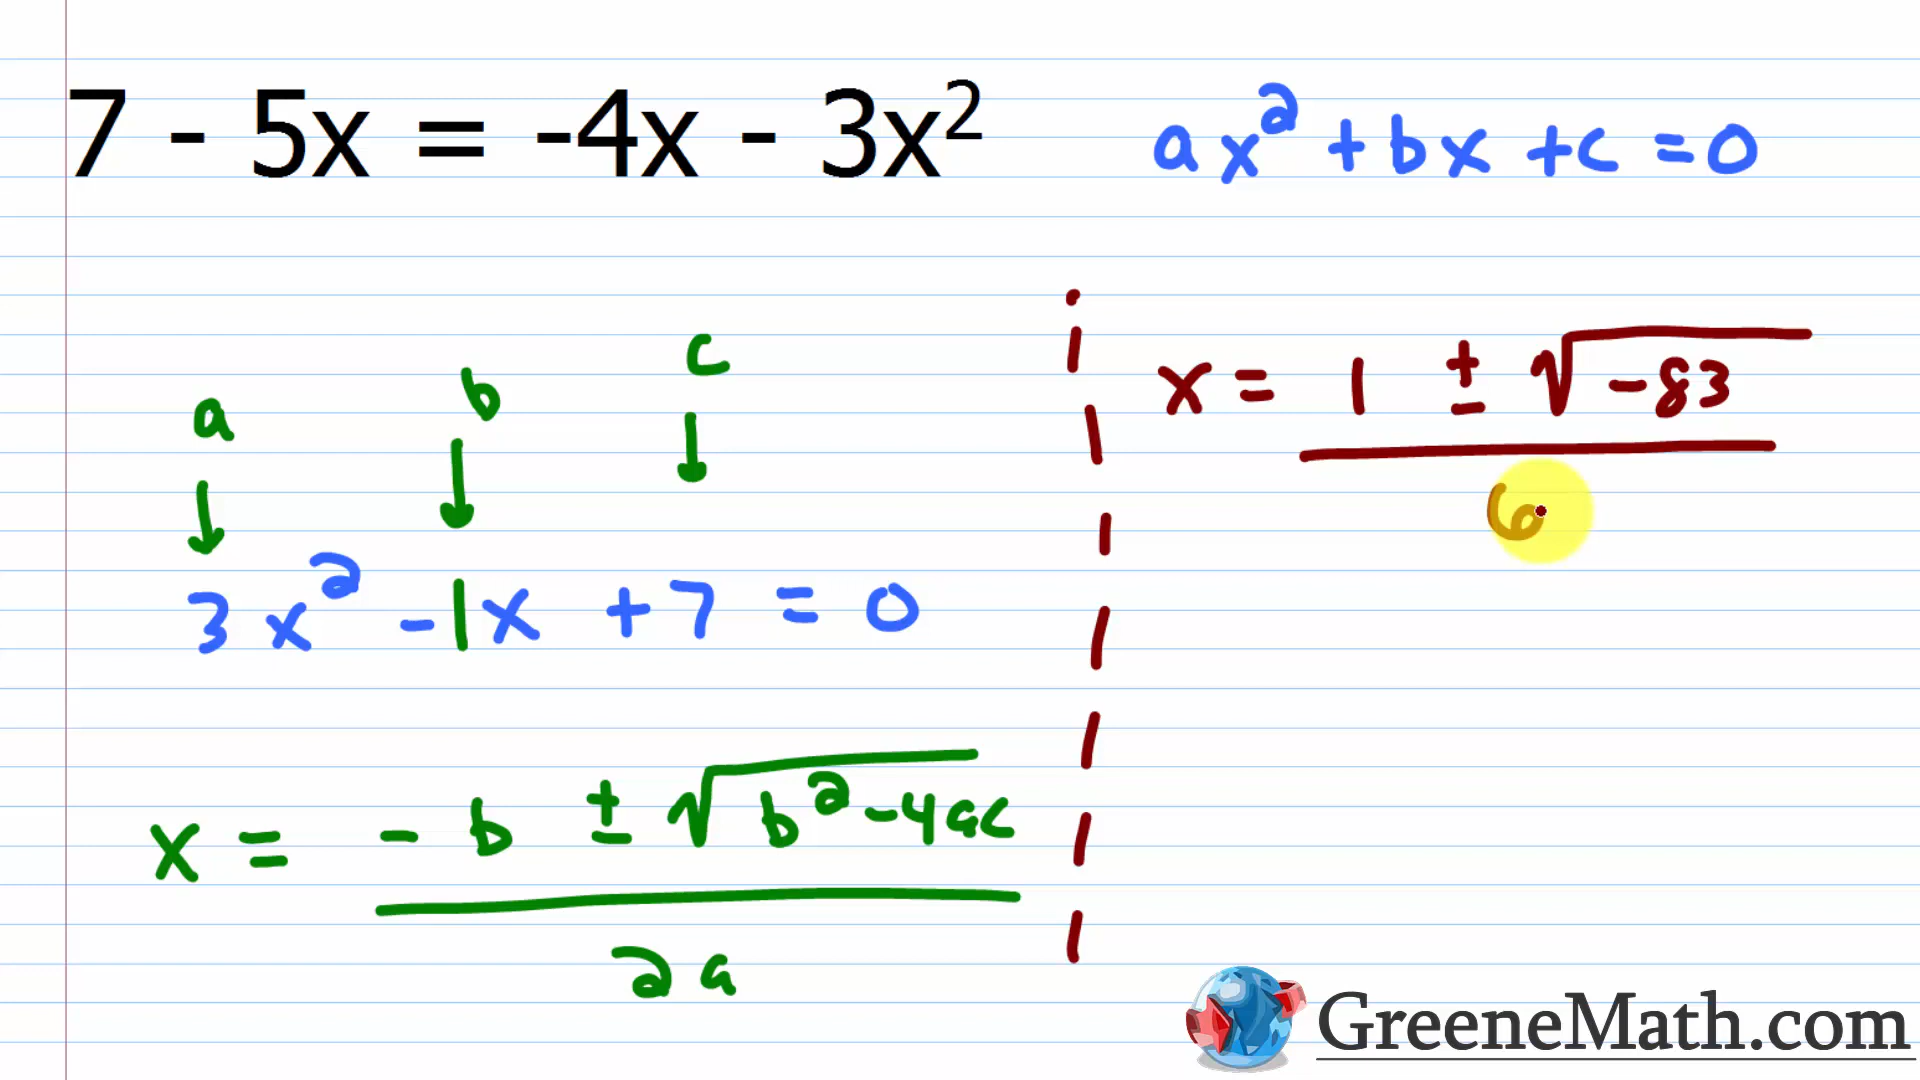 7 - 5x = -4x - 3x²
ax² + bx + c = 0
a b c
3x² - 1x + 7 = 0
x = -b ± √(b² - 4ac)
2a
x = 1 ± √(-83)
6
GreeneMath.com